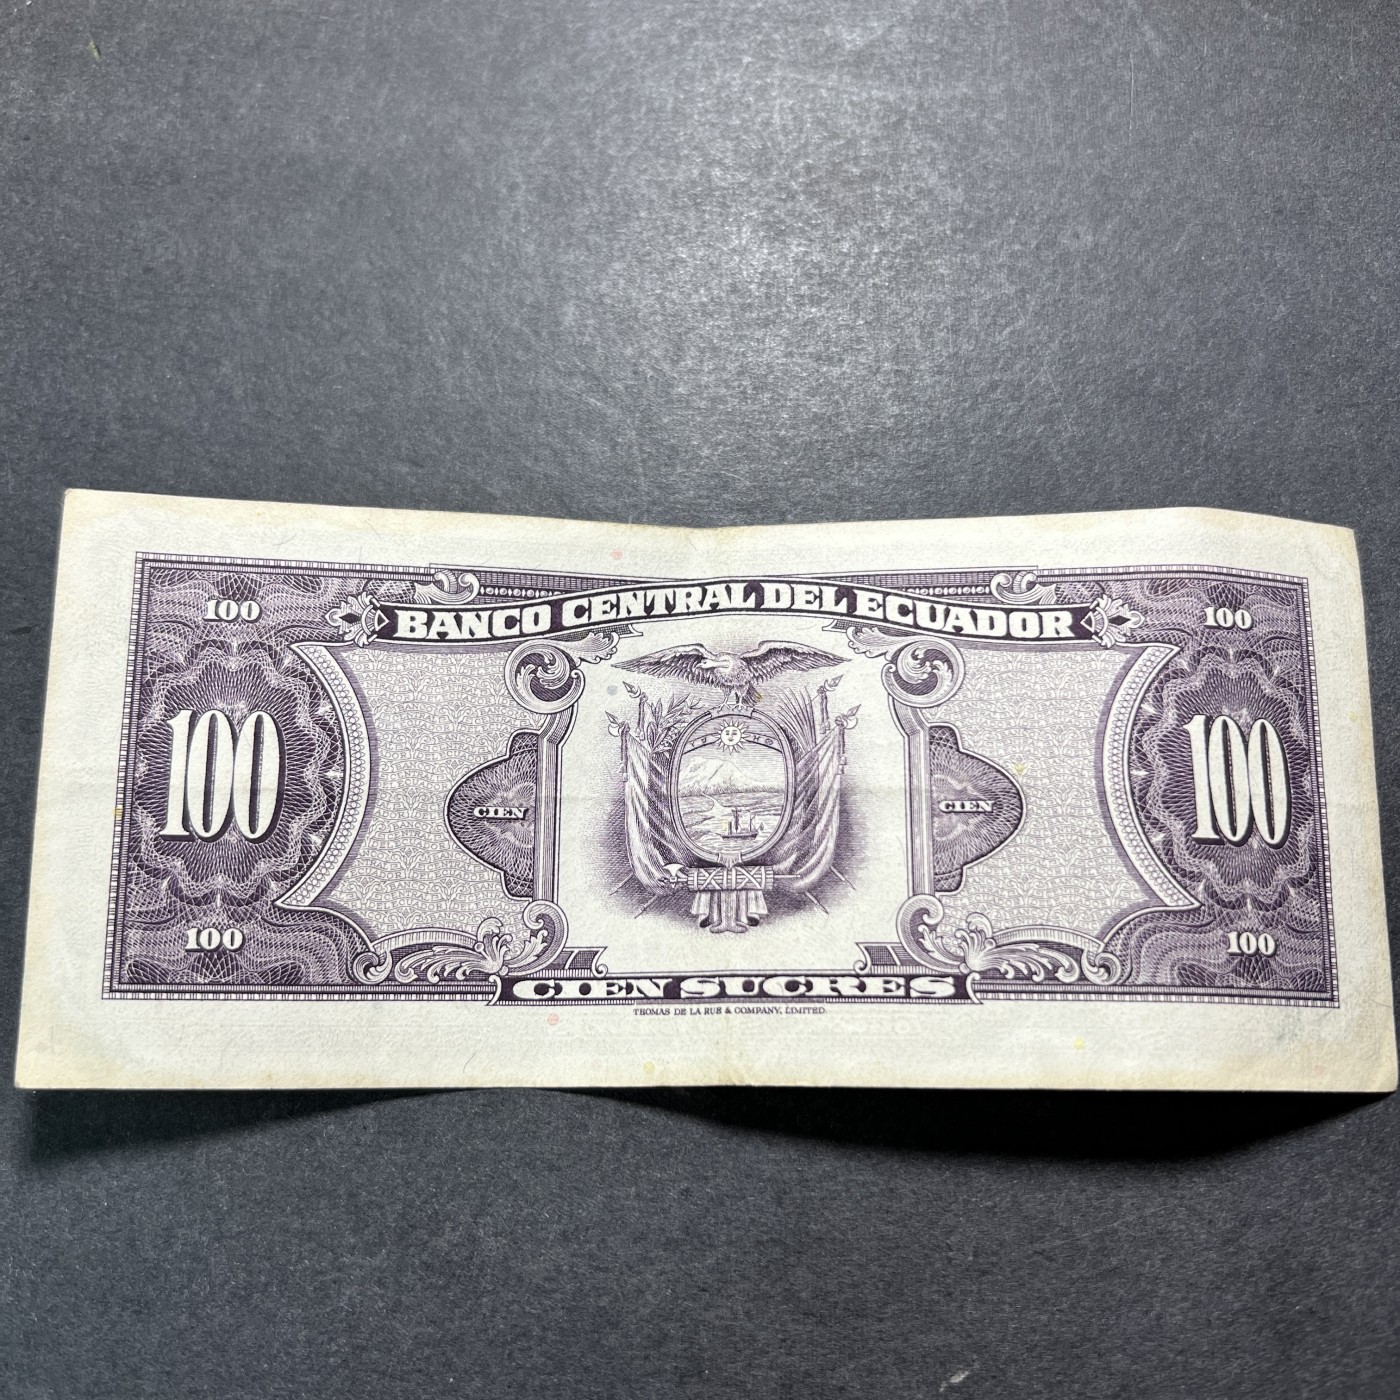 BANCO CENTRAL DEL ECUADOR
100 100
100 100
CIEN CIEN
100 100
CIEN SUCRES
THOMAS DE LA RUE & COMPANY, LIMITED.